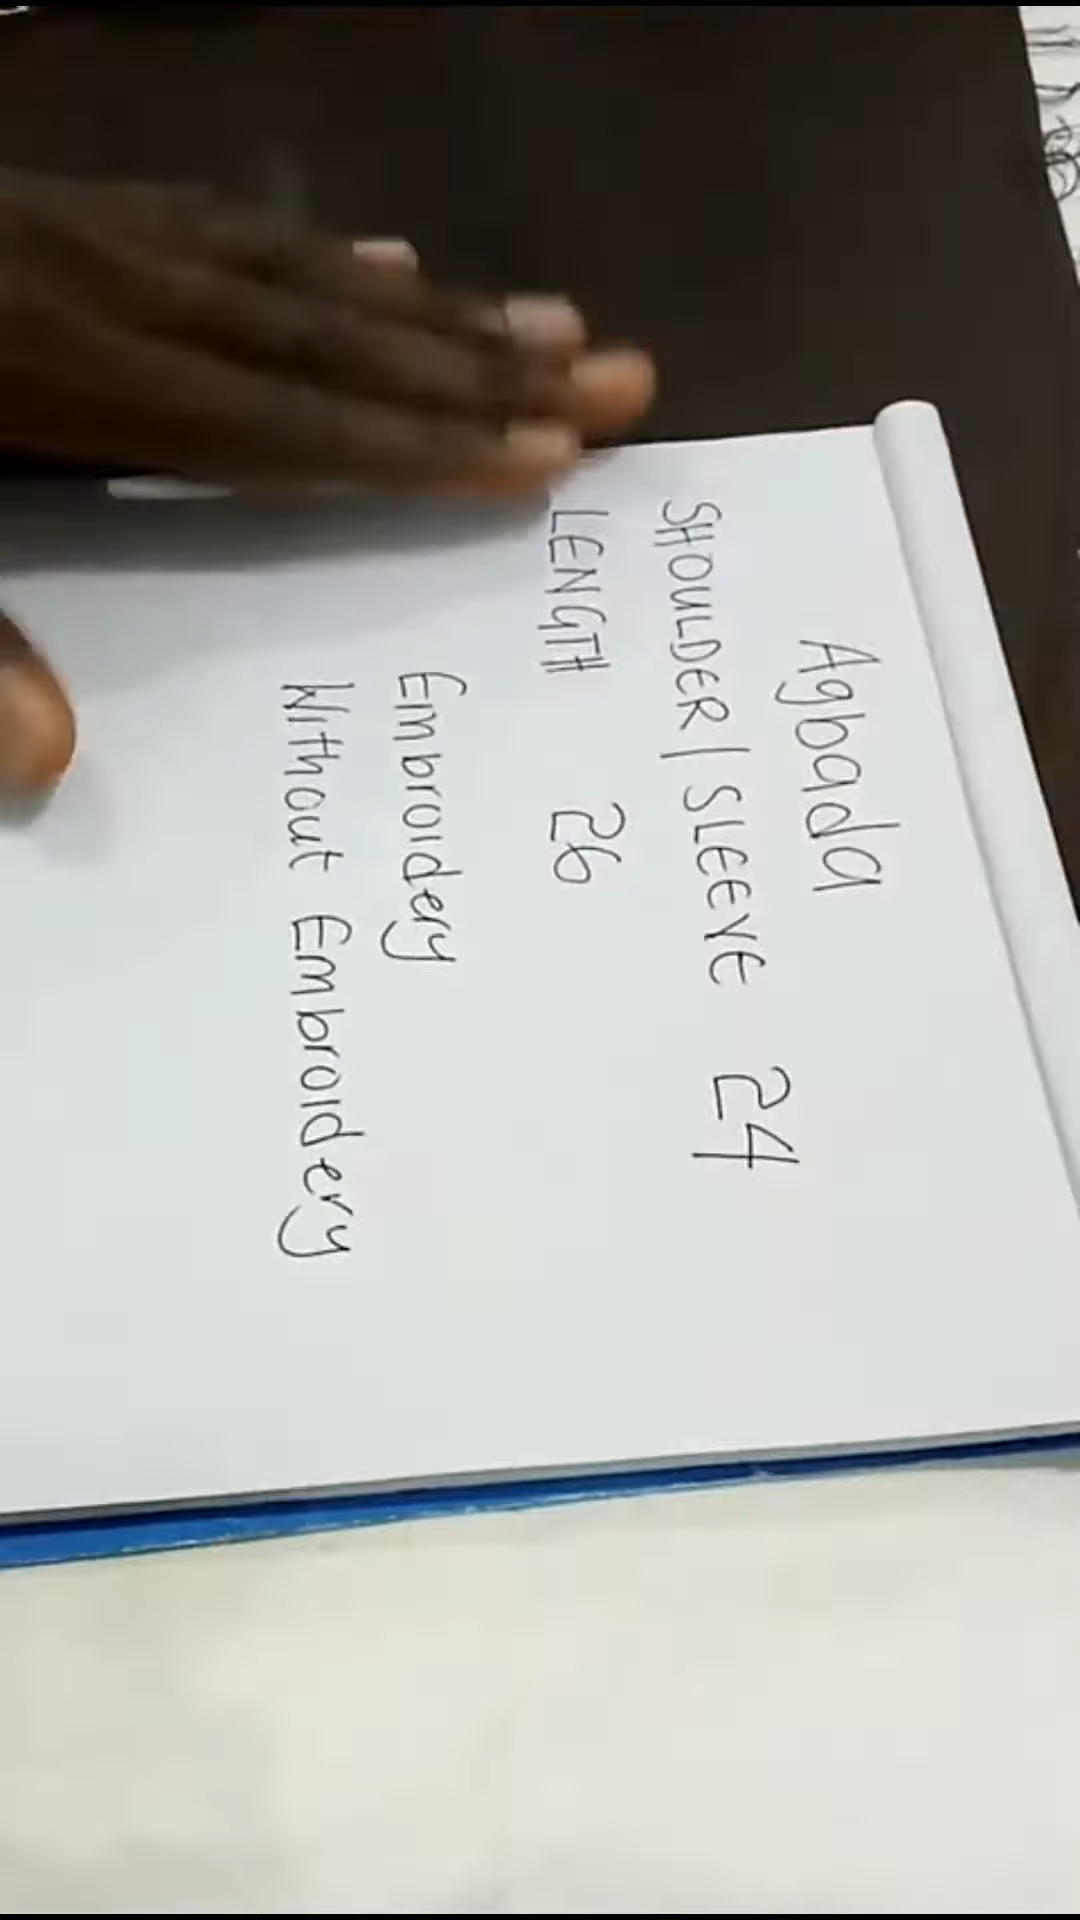 Agbada
SHOULDER/SLEEVE 24
LENGTH 26
Embroidery
Without Embroidery